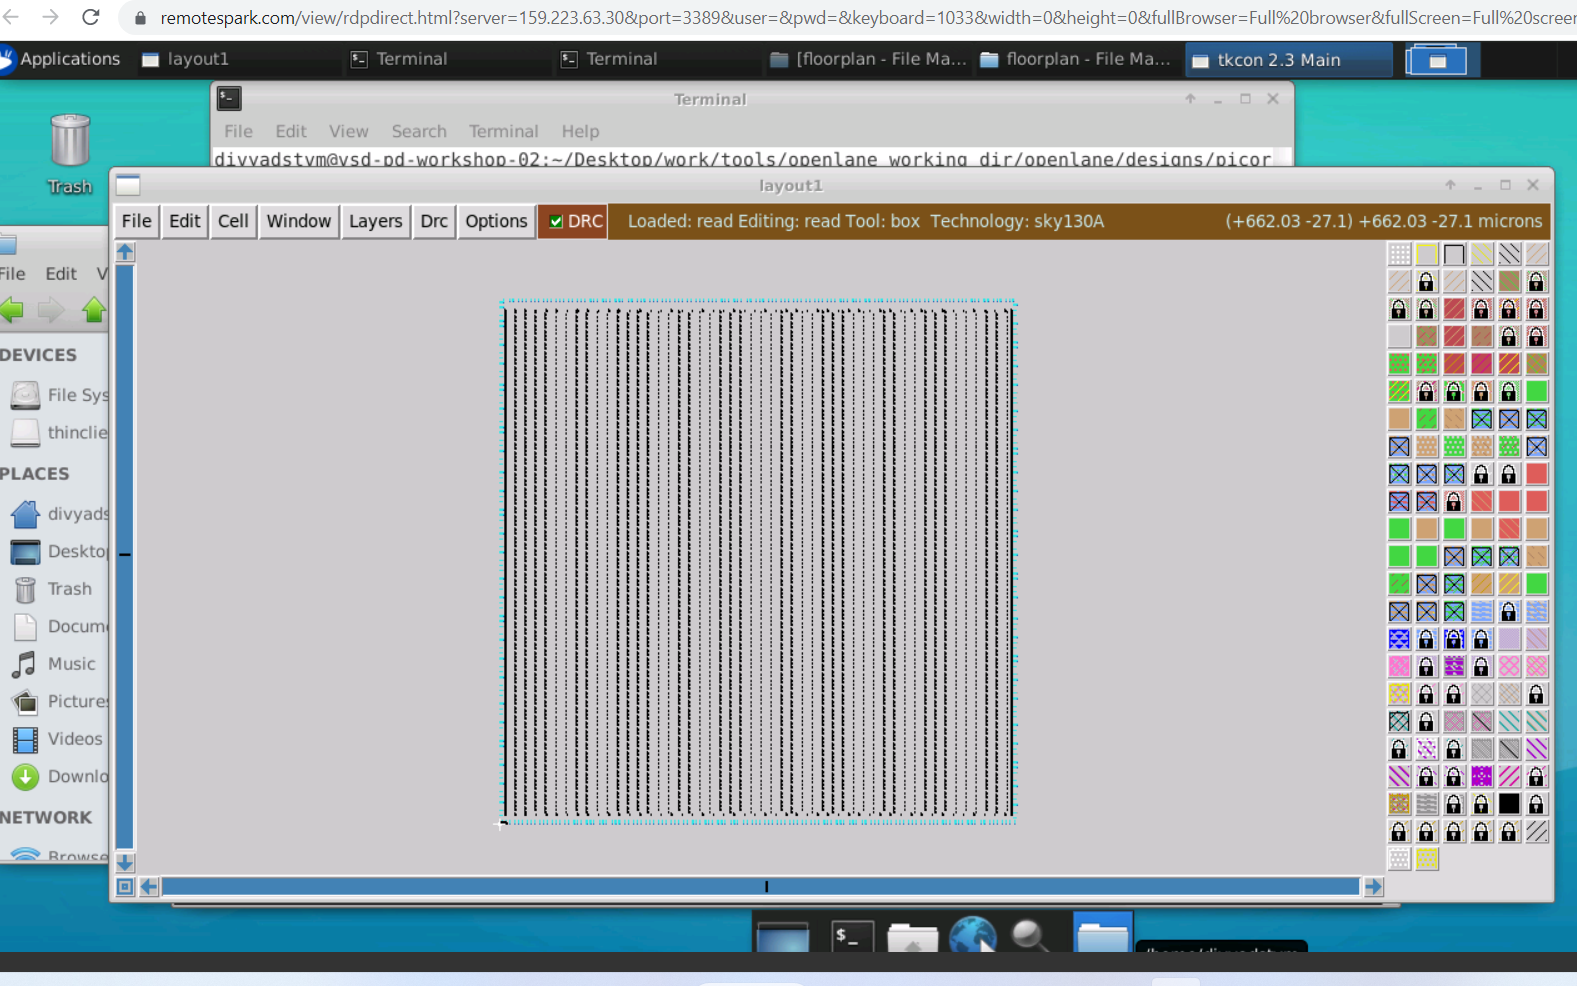 remotespark.com/view/rdpdirect.html?server=159.223.63.30&port=3389&user=&pwd=&keyboard=1033&width=0&height=0&fullBrowser=Full%20browser&fullScreen=Full%20screen
Applications layout1 Terminal Terminal [floorplan - File Ma... floorplan - File Ma... tkcon 2.3 Main
Terminal
File Edit View Search Terminal Help
divyadstvm@vsd-pd-workshop-02:~/Desktop/work/tools/openlane_working_dir/openlane/designs/picor
Trash
layout1
File Edit Cell Window Layers Drc Options DRC Loaded: read Editing: read Tool: box Technology: sky130A (+662.03 -27.1) +662.03 -27.1 microns
File Edit V
DEVICES
File Sys
thinclie
PLACES
divyads
Deskto
Trash
Docum
Music
Pictures
Videos
Downlo
NETWORK
Browse